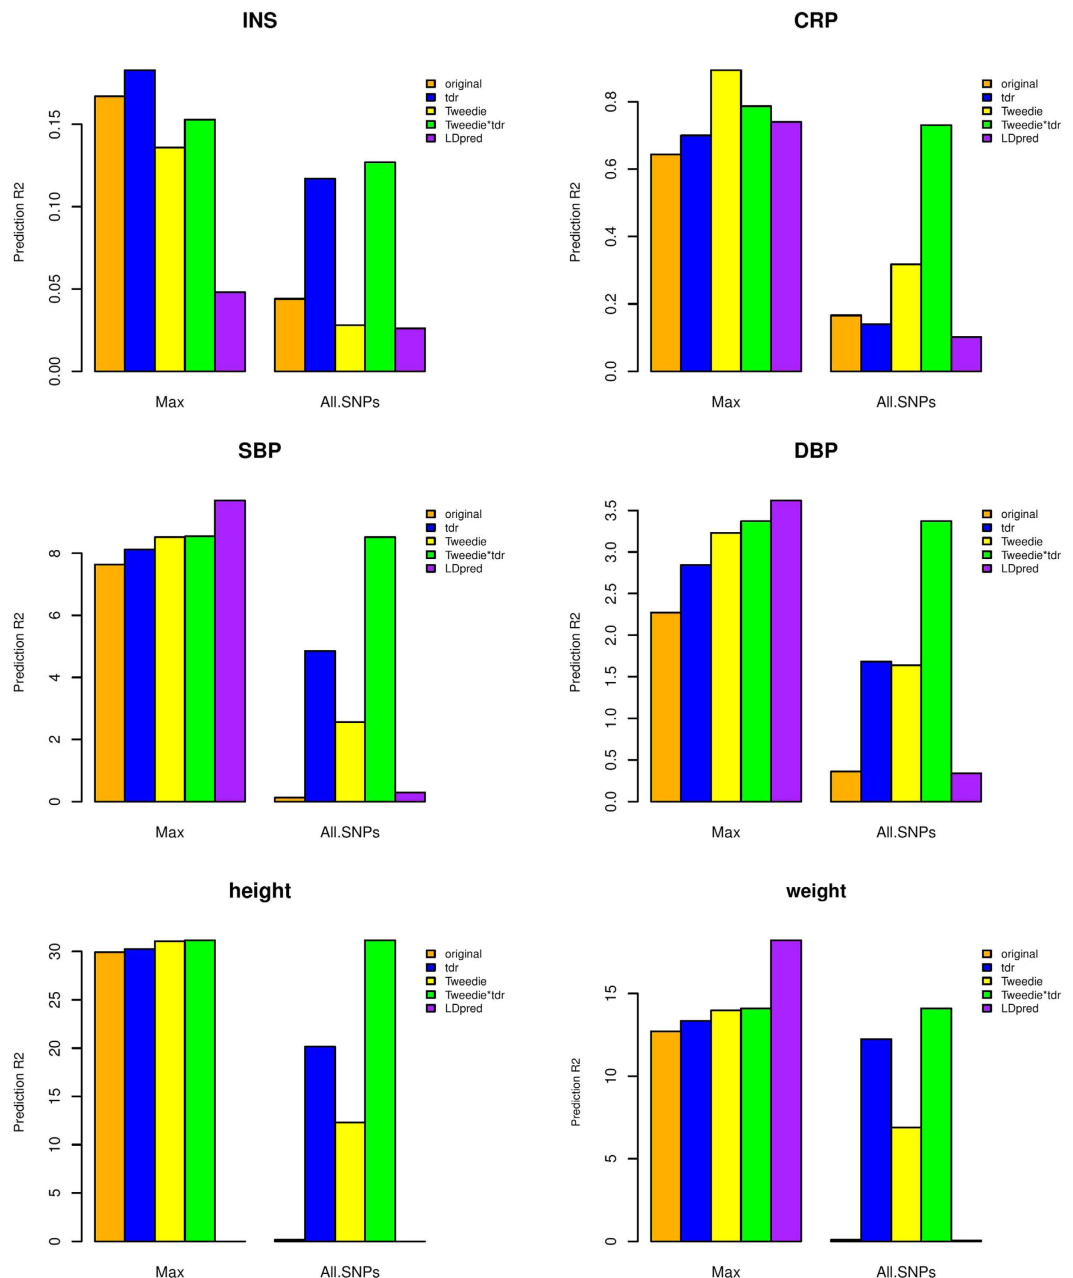 INS
Prediction R2
0.00
0.05
0.10
0.15
original
tdr
Tweedie
Tweedie*tdr
LDpred
Max
All.SNPs
CRP
Prediction R2
0.0
0.2
0.4
0.6
0.8
original
tdr
Tweedie
Tweedie*tdr
LDpred
Max
All.SNPs
SBP
Prediction R2
0
2
4
6
8
original
tdr
Tweedie
Tweedie*tdr
LDpred
Max
All.SNPs
DBP
Prediction R2
0.0
0.5
1.0
1.5
2.0
2.5
3.0
3.5
original
tdr
Tweedie
Tweedie*tdr
LDpred
Max
All.SNPs
height
Prediction R2
0
5
10
15
20
25
30
original
tdr
Tweedie
Tweedie*tdr
LDpred
Max
All.SNPs
weight
Prediction R2
0
5
10
15
original
tdr
Tweedie
Tweedie*tdr
LDpred
Max
All.SNPs